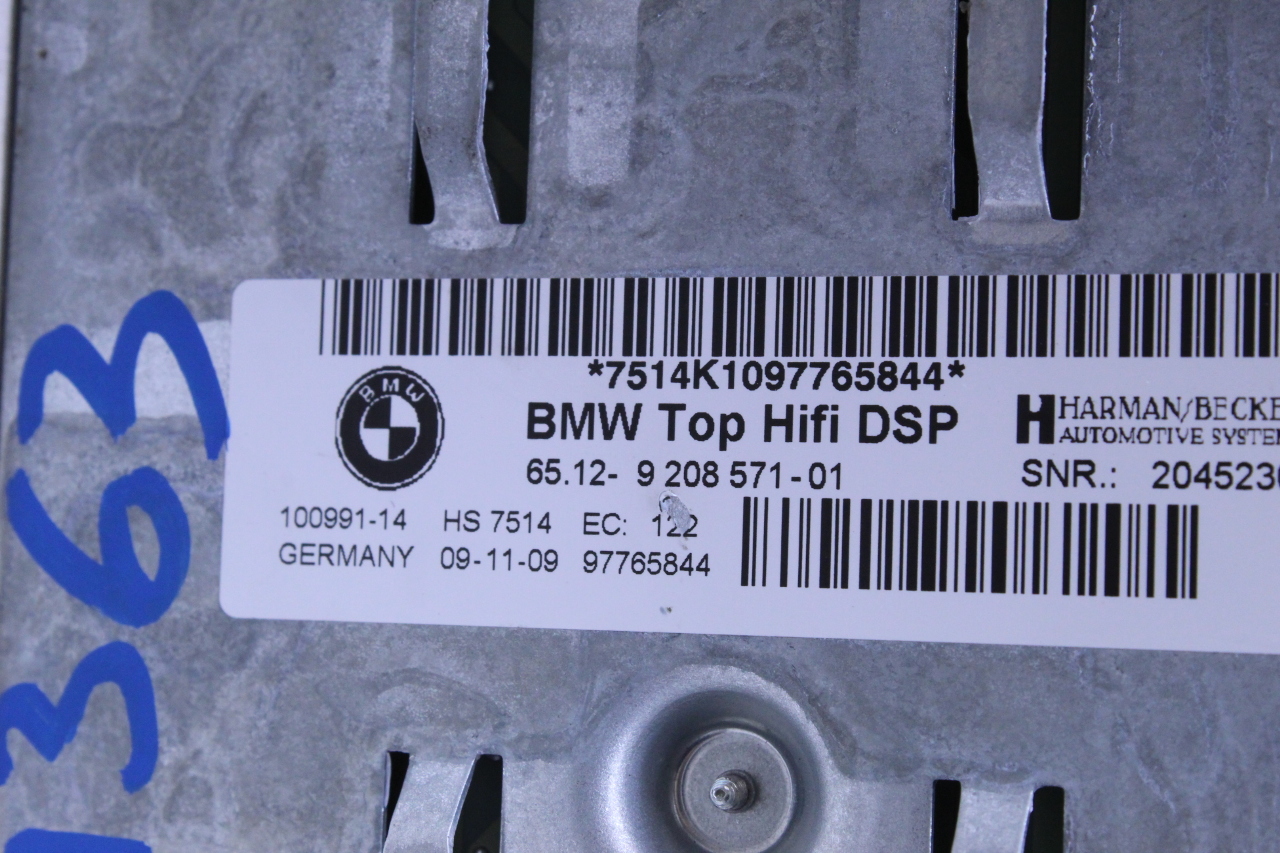 *7514K1097765844*
BMW
BMW Top Hifi DSP
HARMAN/BECKE
AUTOMOTIVE SYSTEM
65.12- 9 208 571-01
SNR.: 2045230
100991-14 HS 7514 EC: 122
GERMANY 09-11-09 97765844
363